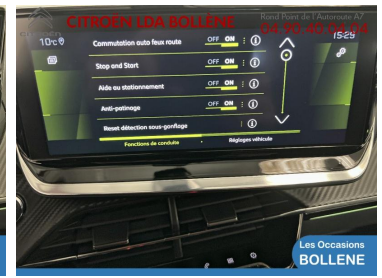 CITROEN LDA BOLLENE
Rond Point de l'Autoroute A7
04.90.40.04.04
10°c
15:25
Commutation auto feux route OFF ON
Stop and Start OFF ON
Aide au stationnement OFF ON
Anti-patinage OFF ON
Reset détection sous-gonflage
Fonctions de conduite
Réglages véhicule
Les Occasions
BOLLENE